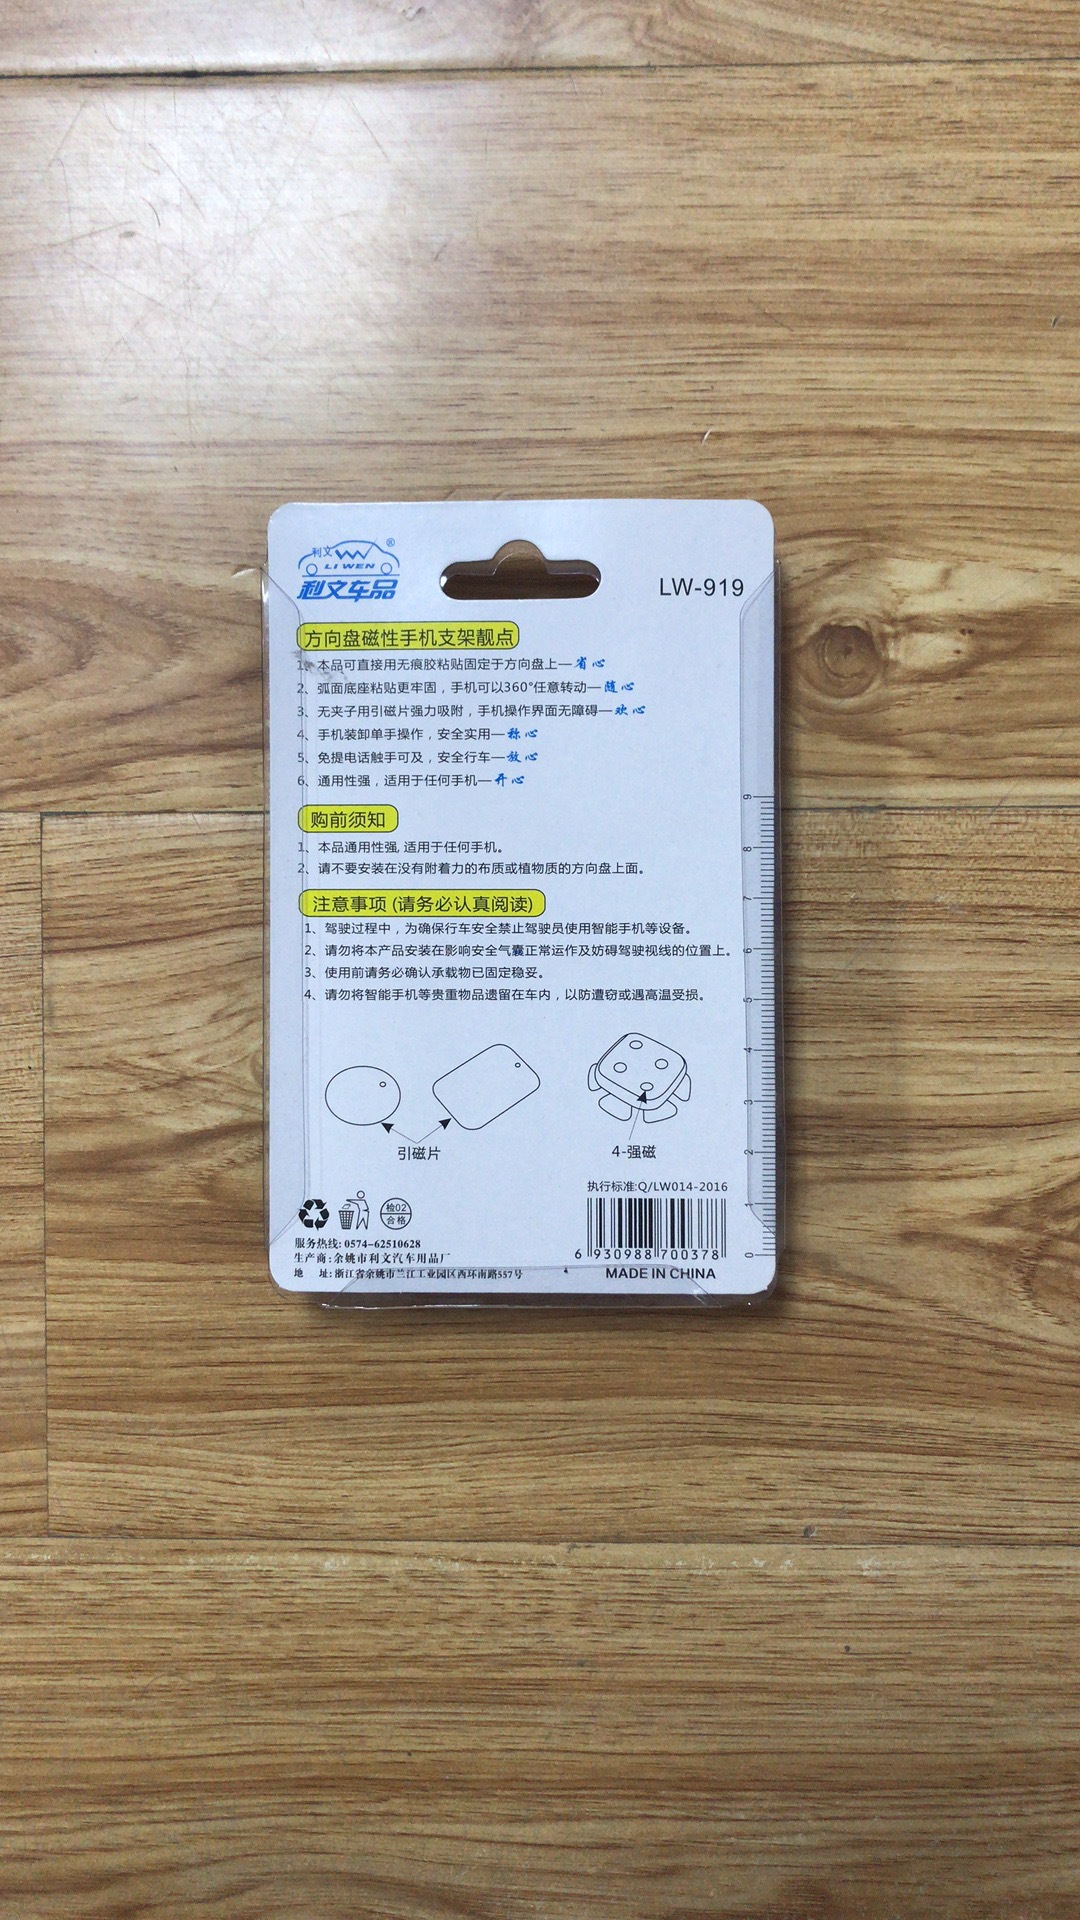 利文
LI WEN
®
利文车品
LW-919
方向盘磁性手机支架靓点
1、本品可直接用无痕胶粘贴固定于方向盘上—省心
2、弧面底座粘贴更牢固，手机可以360°任意转动—随心
3、无夹子用引磁片强力吸附，手机操作界面无障碍—欢心
4、手机装卸单手操作，安全实用—称心
5、免提电话触手可及，安全行车—放心
6、通用性强，适用于任何手机—开心
购前须知
1、本品通用性强,适用于任何手机。
2、请不要安装在没有附着力的布质或植物质的方向盘上面。
注意事项 (请务必认真阅读)
1、驾驶过程中，为确保行车安全禁止驾驶员使用智能手机等设备。
2、请勿将本产品安装在影响安全气囊正常运作及妨碍驾驶视线的位置上。
3、使用前请务必确认承载物已固定稳妥。
4、请勿将智能手机等贵重物品遗留在车内，以防遭窃或遇高温受损。
引磁片
4-强磁
9
8
7
6
5
4
3
2
1
0
执行标准:Q/LW014-2016
检02
合格
6 930988 700378
MADE IN CHINA
服务热线: 0574-62510628
生产商:余姚市利文汽车用品厂
地 址:浙江省余姚市兰江工业园区西环南路557号